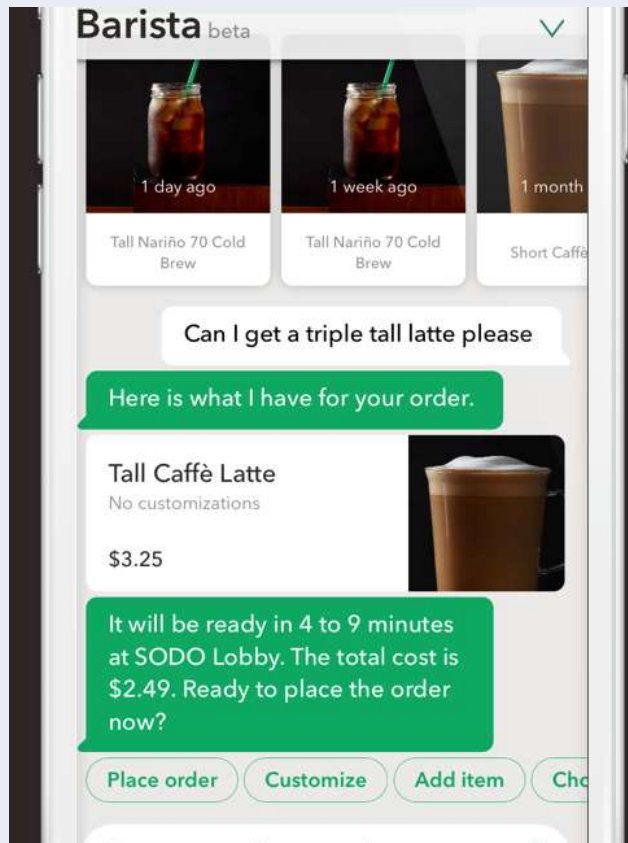 Barista beta
1 day ago
1 week ago
1 month
Tall Nariño 70 Cold
Brew
Tall Nariño 70 Cold
Brew
Short Caffè
Can I get a triple tall latte please
Here is what I have for your order.
Tall Caffè Latte
No customizations
$3.25
It will be ready in 4 to 9 minutes
at SODO Lobby. The total cost is
$2.49. Ready to place the order
now?
Place order
Customize
Add item
Cho